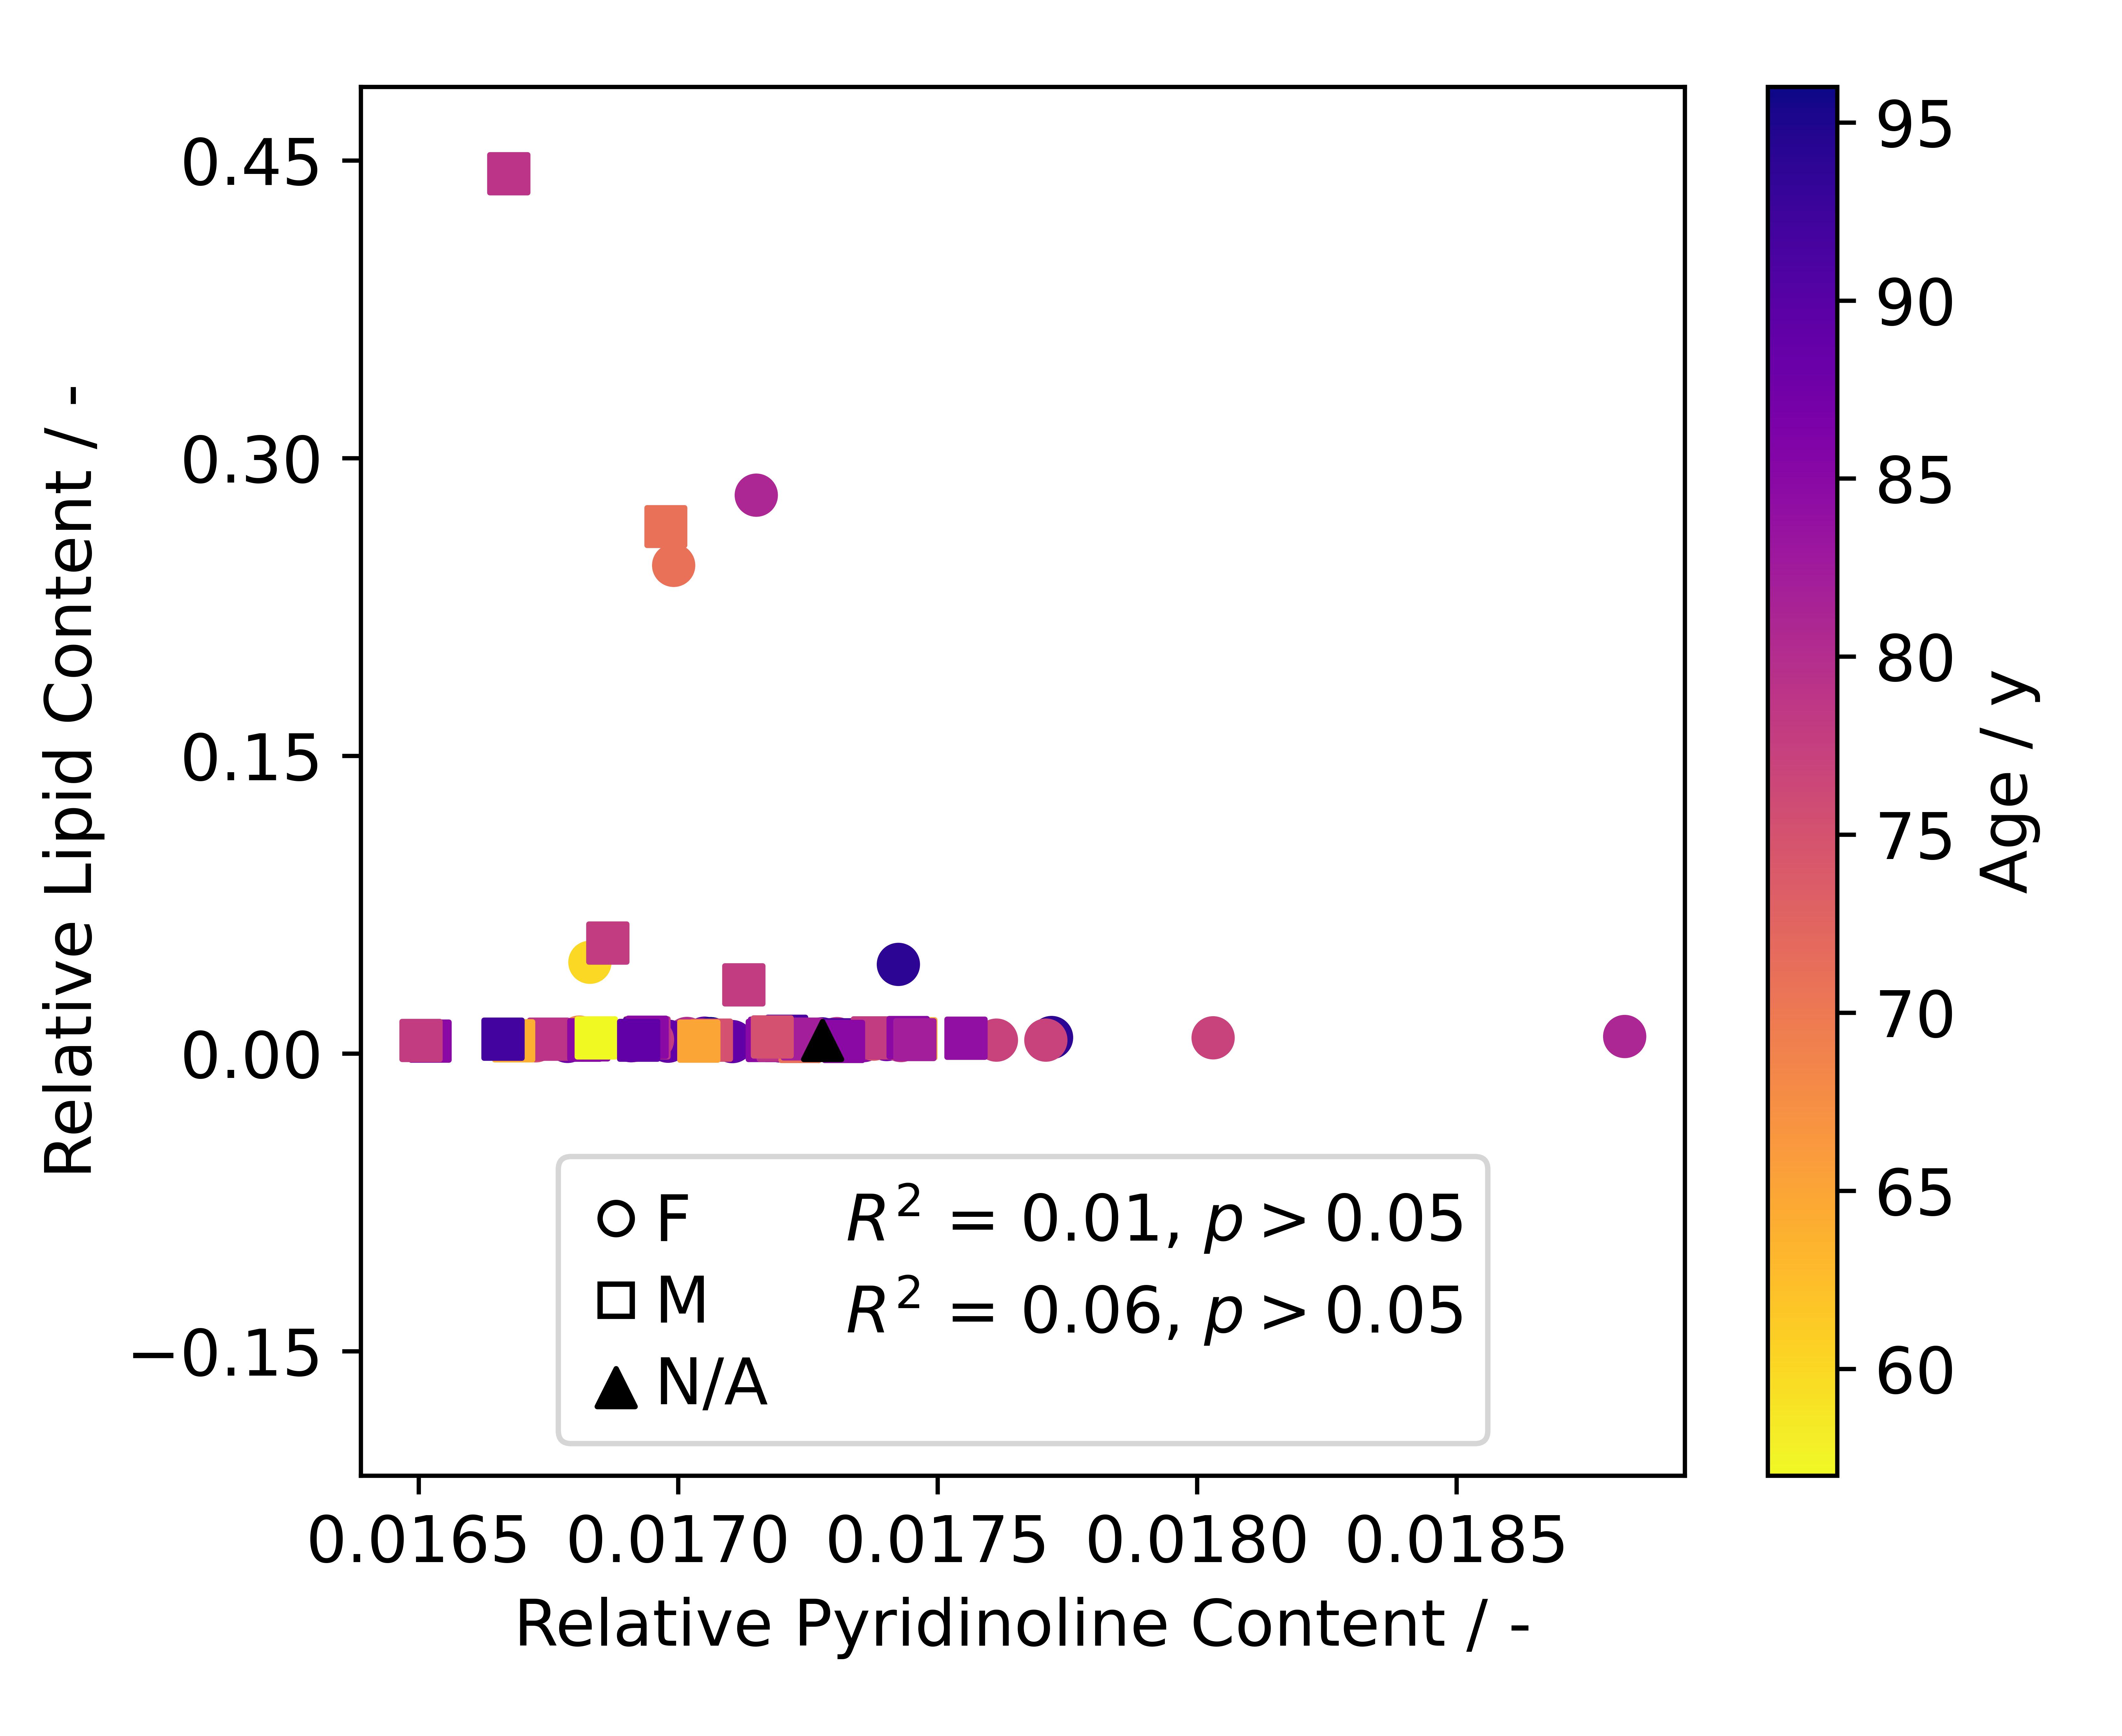 0.45
0.30
0.15
0.00
−0.15
Relative Lipid Content / -
F R² = 0.01, p > 0.05
M R² = 0.06, p > 0.05
N/A
0.0165 0.0170 0.0175 0.0180 0.0185
Relative Pyridinoline Content / -
95
90
85
80
75
70
65
60
Age / y